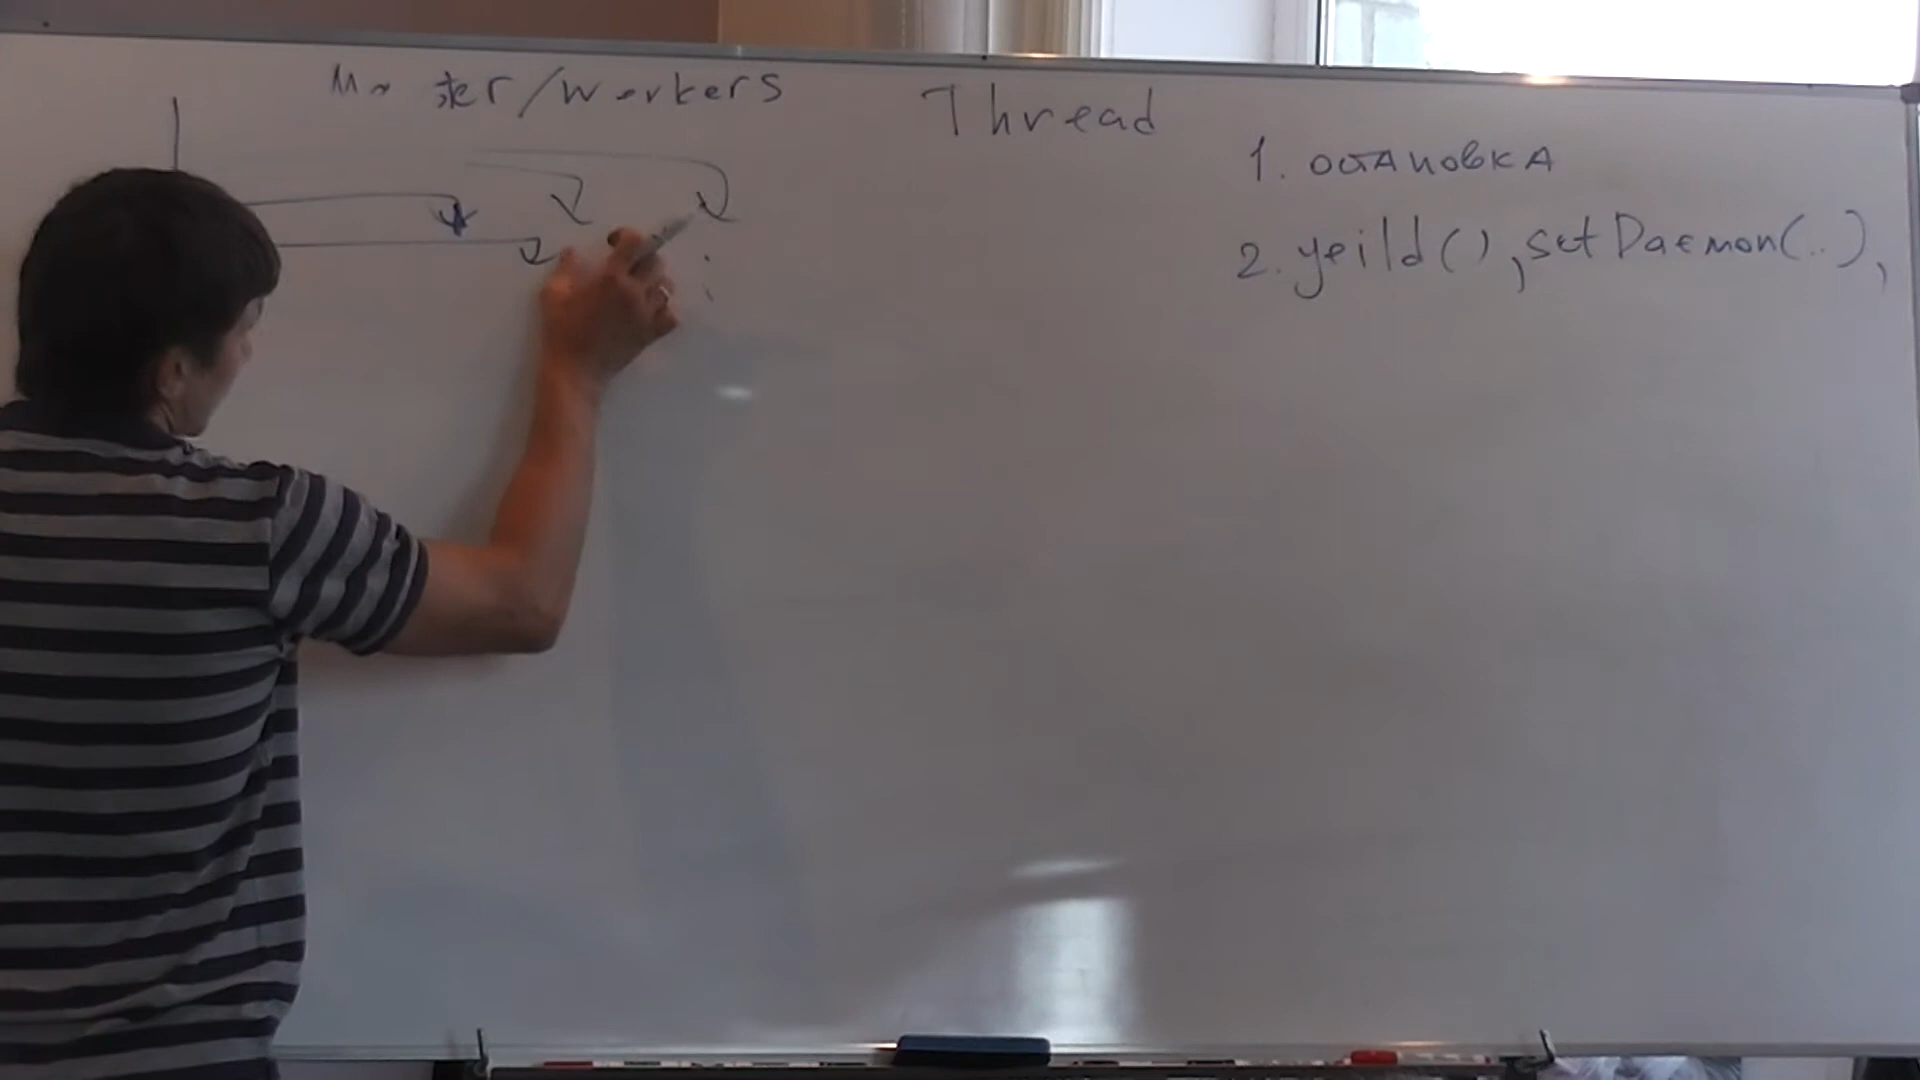 Master/workers
Thread
1. остановка
2. yeild(), setDaemon(..),